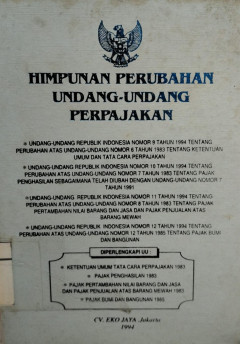 HIMPUNAN PERUBAHAN
UNDANG-UNDANG
PERPAJAKAN
* UNDANG-UNDANG REPUBLIK INDONESIA NOMOR 9 TAHUN 1994 TENTANG
PERUBAHAN ATAS UNDANG-UNDANG NOMOR 6 TAHUN 1983 TENTANG KETENTUAN
UMUM DAN TATA CARA PERPAJAKAN
* UNDANG-UNDANG REPUBLIK INDONESIA NOMOR 10 TAHUN 1994 TENTANG
PERUBAHAN ATAS UNDANG-UNDANG NOMOR 7 TAHUN 1983 TENTANG PAJAK
PENGHASILAN SEBAGAIMANA TELAH DIUBAH DENGAN UNDANG-UNDANG NOMOR 7
TAHUN 1991
* UNDANG-UNDANG REPUBLIK INDONESIA NOMOR 11 TAHUN 1994 TENTANG
PERUBAHAN ATAS UNDANG-UNDANG NOMOR 8 TAHUN 1983 TENTANG PAJAK
PERTAMBAHAN NILAI BARANG DAN JASA DAN PAJAK PENJUALAN ATAS
BARANG MEWAH
* UNDANG-UNDANG REPUBLIK INDONESIA NOMOR 12 TAHUN 1994 TENTANG
PERUBAHAN ATAS UNDANG-UNDANG NOMOR 12 TAHUN 1985 TENTANG PAJAK BUMI
DAN BANGUNAN
DILENGKAPI UU :
* KETENTUAN UMUM TATA CARA PERPAJAKAN 1983
* PAJAK PENGHASILAN 1983
* PAJAK PERTAMBAHAN NILAI BARANG DAN JASA
DAN PAJAK PENJUALAN ATAS BARANG MEWAH 1983
* PAJAK BUMI DAN BANGUNAN 1985
CV. EKO JAYA Jakarta
1994